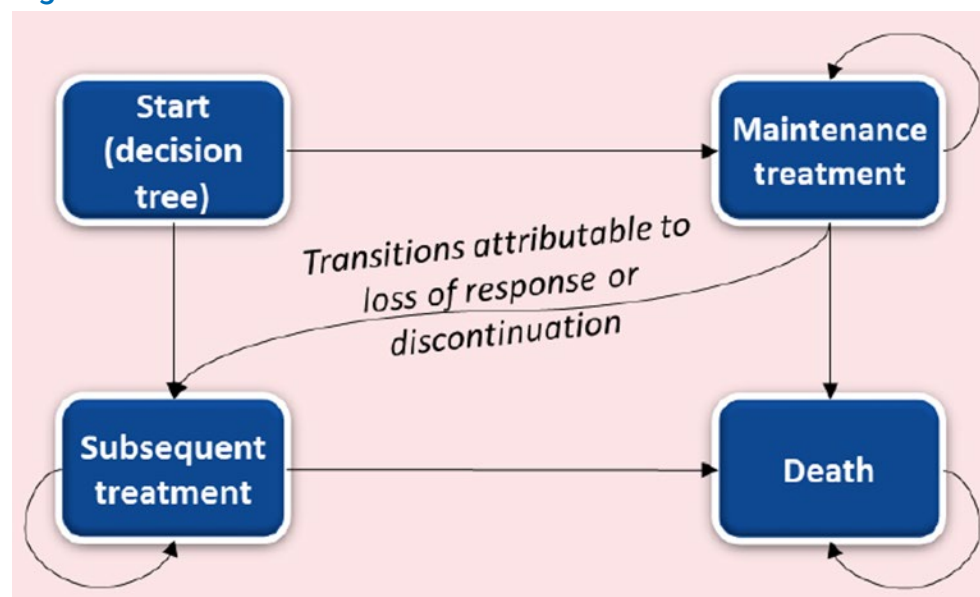 Start
(decision
tree)
Maintenance
treatment
Transitions attributable to
loss of response or
discontinuation
Subsequent
treatment
Death